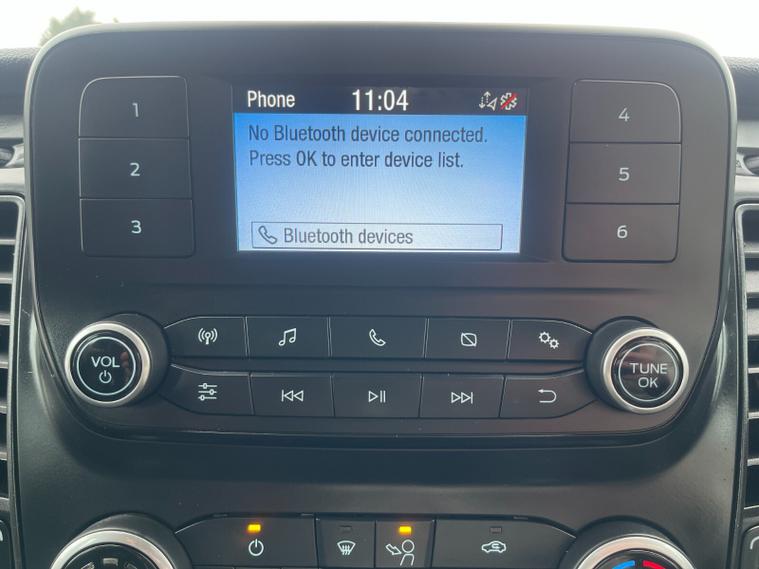 Phone 11:04
No Bluetooth device connected.
Press OK to enter device list.
Bluetooth devices
1
2
3
4
5
6
VOL
TUNE
OK